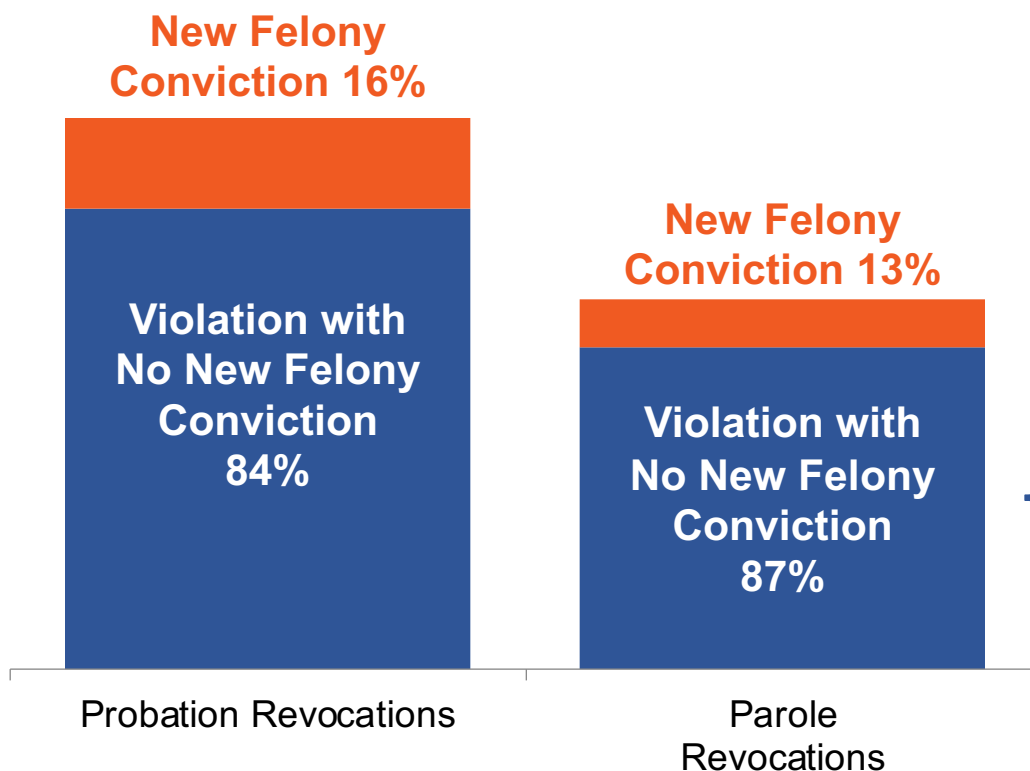 New Felony
Conviction 16%
Violation with
No New Felony
Conviction
84%
New Felony
Conviction 13%
Violation with
No New Felony
Conviction
87%
Probation Revocations
Parole
Revocations